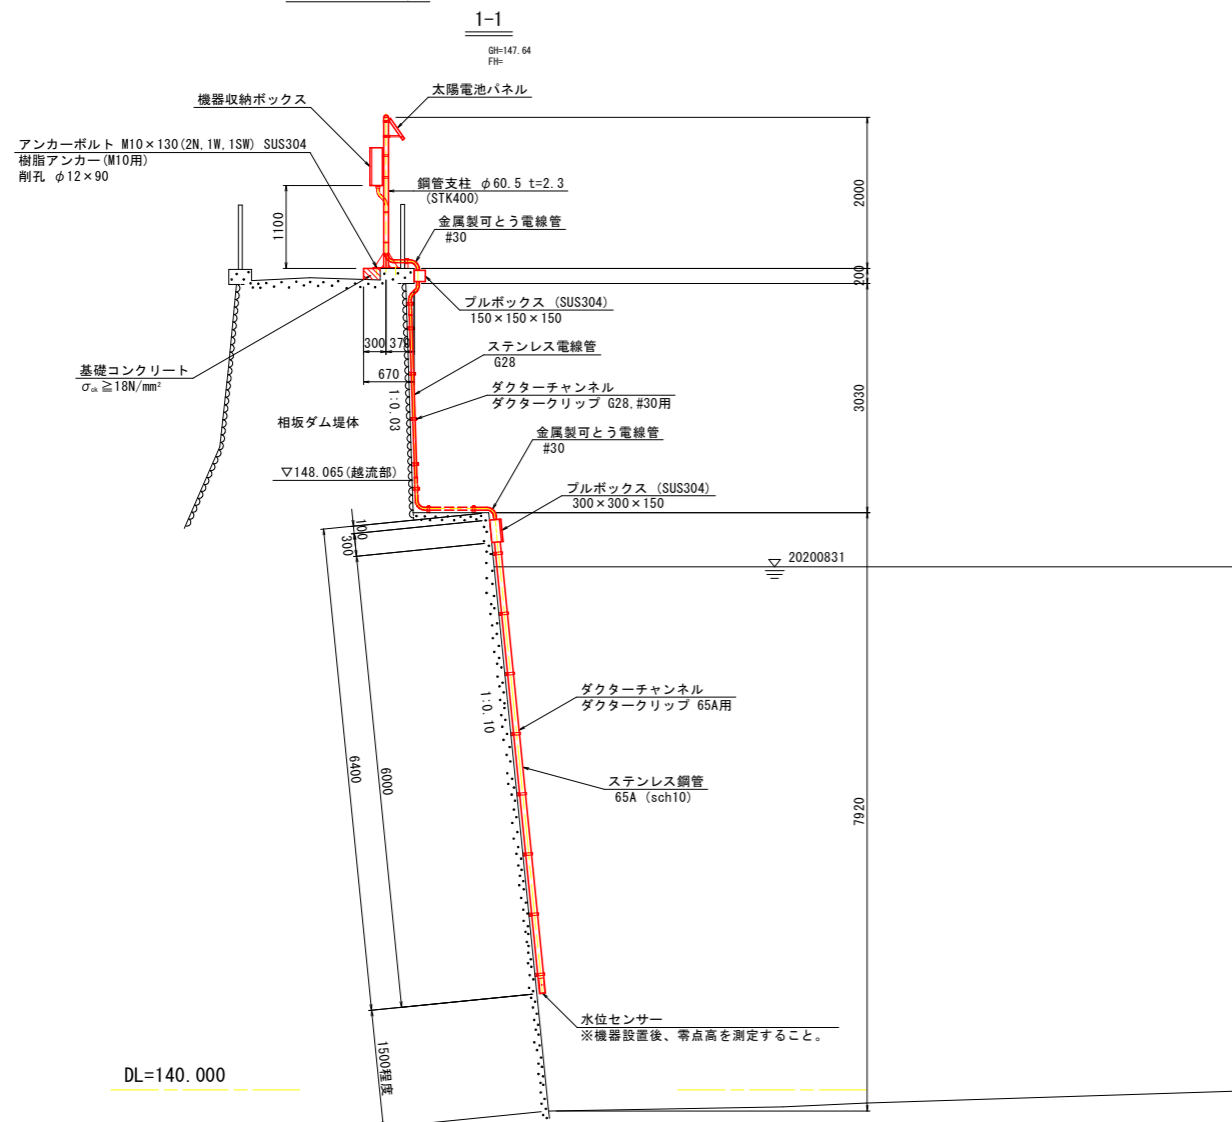 1-1
GH=147.64
FH=
太陽電池パネル
機器収納ボックス
アンカーボルト M10×130(2N,1W,1SW) SUS304
樹脂アンカー(M10用)
削孔 φ12×90
鋼管支柱 φ60.5 t=2.3
(STK400)
金属製可とう電線管
#30
1100
2000
200
プルボックス (SUS304)
150×150×150
300
370
670
ステンレス電線管
G28
基礎コンクリート
σck≧18N/mm²
ダクターチャンネル
ダクタークリップ G28,#30用
1:0.03
3030
相坂ダム堤体
金属製可とう電線管
#30
▽148.065(越流部)
プルボックス (SUS304)
300×300×150
100
300
20200831
ダクターチャンネル
ダクタークリップ 65A用
1:0.10
6400
6000
ステンレス鋼管
65A (sch10)
7920
水位センサー
※機器設置後、零点高を測定すること。
1500程度
DL=140.000